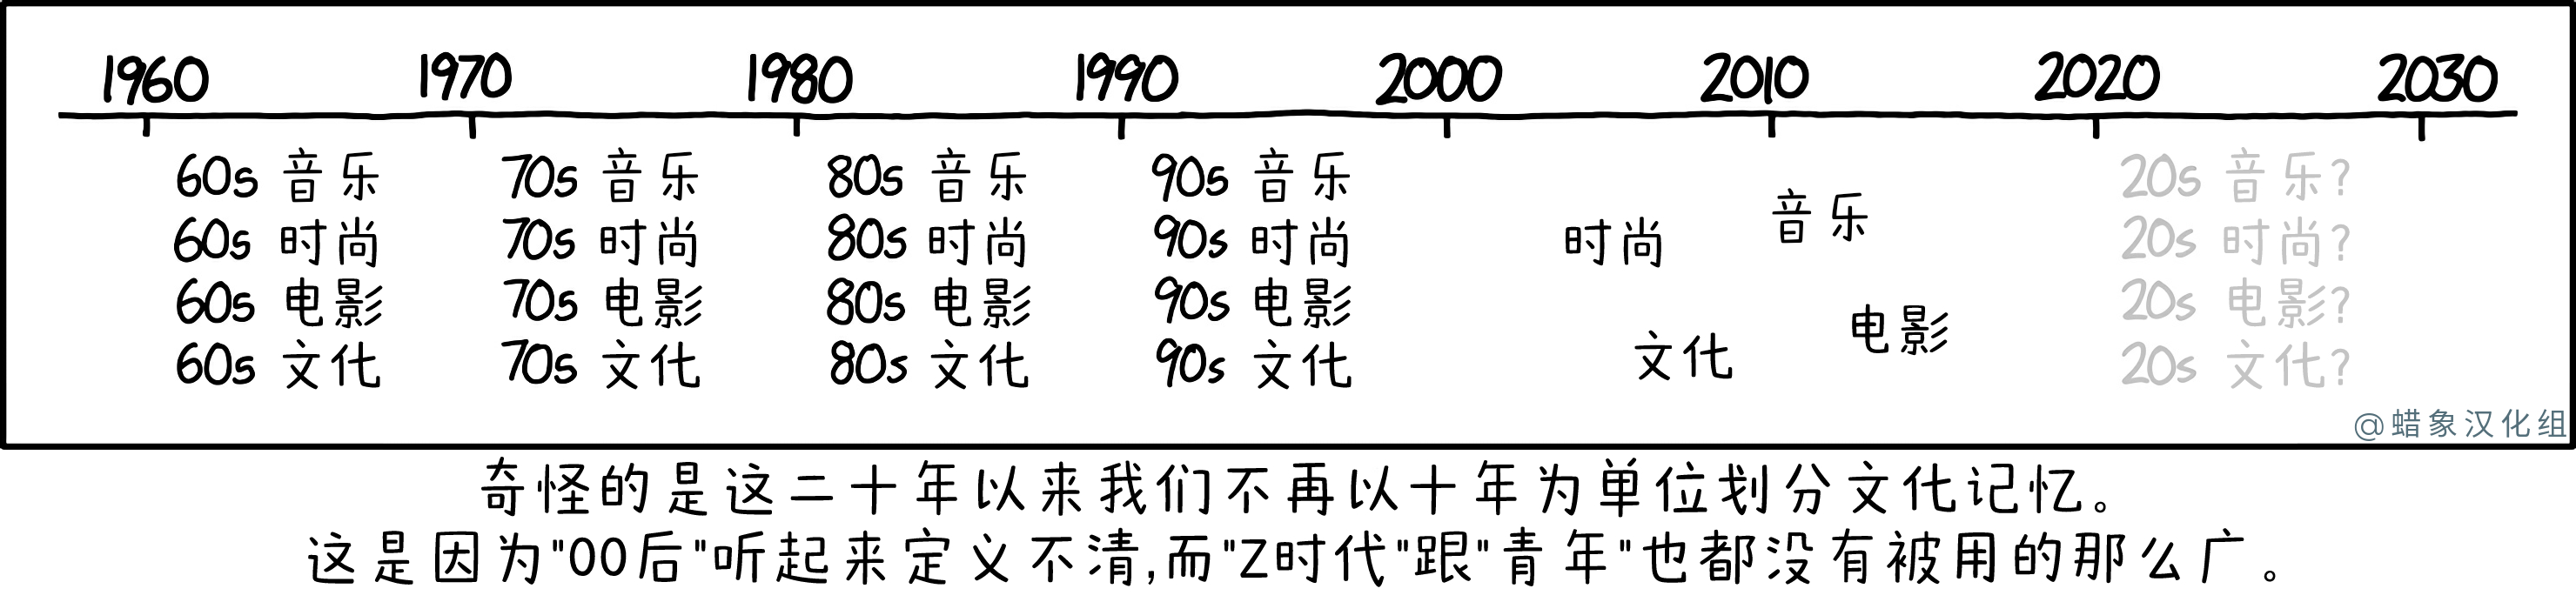 1960 1970 1980 1990 2000 2010 2020 2030
60s 音乐 70s 音乐 80s 音乐 90s 音乐 音乐 20s 音乐?
60s 时尚 70s 时尚 80s 时尚 90s 时尚 时尚 20s 时尚?
60s 电影 70s 电影 80s 电影 90s 电影 电影 20s 电影?
60s 文化 70s 文化 80s 文化 90s 文化 文化 20s 文化?
@蜡象汉化组
奇怪的是这二十年以来我们不再以十年为单位划分文化记忆。
这是因为"00后"听起来定义不清,而"Z时代"跟"青年"也都没有被用的那么广。